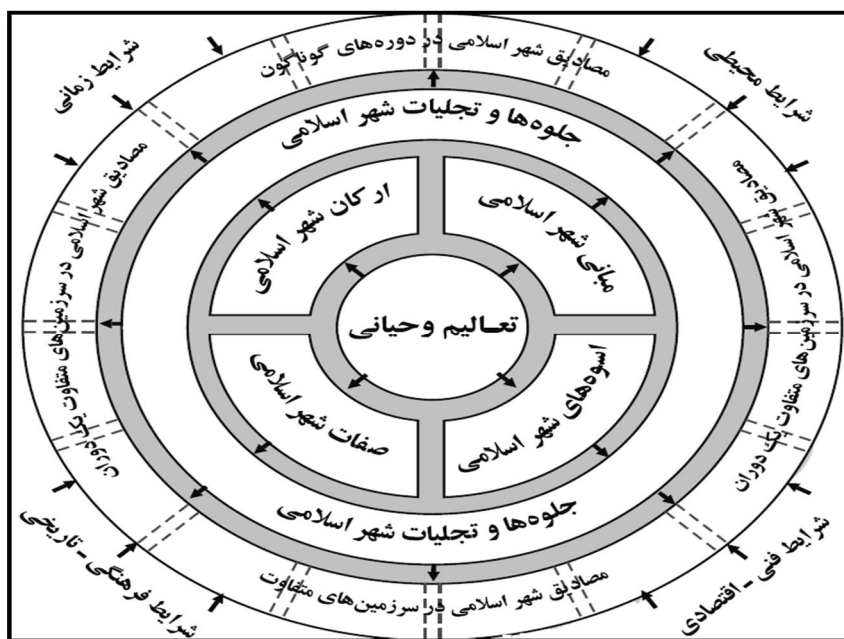 شرایط محیطی
شرایط زمانی
مصادیق شهر اسلامی در دوره‌های گوناگون
مصادیق شهر اسلامی در سرزمین‌های متفاوت یک دوران
مصادیق شهر اسلامی در سرزمین‌های متفاوت یک دوران
جلوه‌ها و تجلیات شهر اسلامی
مبانی شهر اسلامی
ارکان شهر اسلامی
تعالیم وحیانی
اسوه‌های شهر اسلامی
صفات شهر اسلامی
جلوه‌ها و تجلیات شهر اسلامی
مصادیق شهر اسلامی در سرزمین‌های متفاوت
شرایط فنی - اقتصادی
شرایط فرهنگی - تاریخی